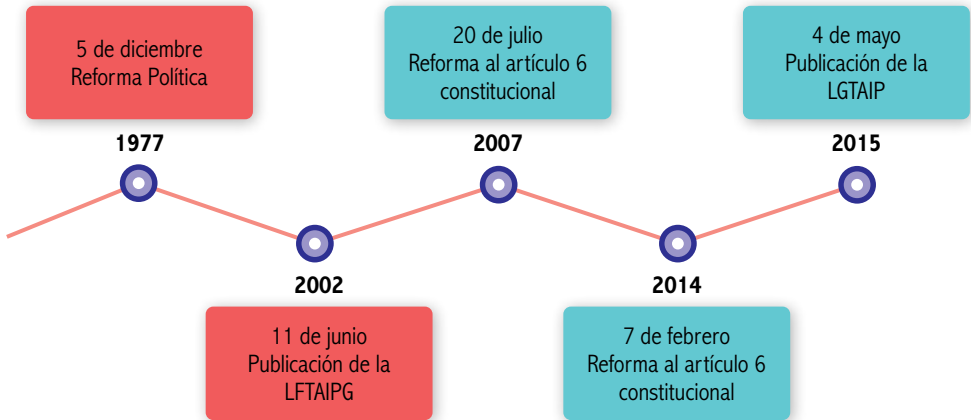 5 de diciembre
Reforma Política
1977
11 de junio
Publicación de la
LFTAIPG
2002
20 de julio
Reforma al artículo 6
constitucional
2007
7 de febrero
Reforma al artículo 6
constitucional
2014
4 de mayo
Publicación de la
LGTAIP
2015